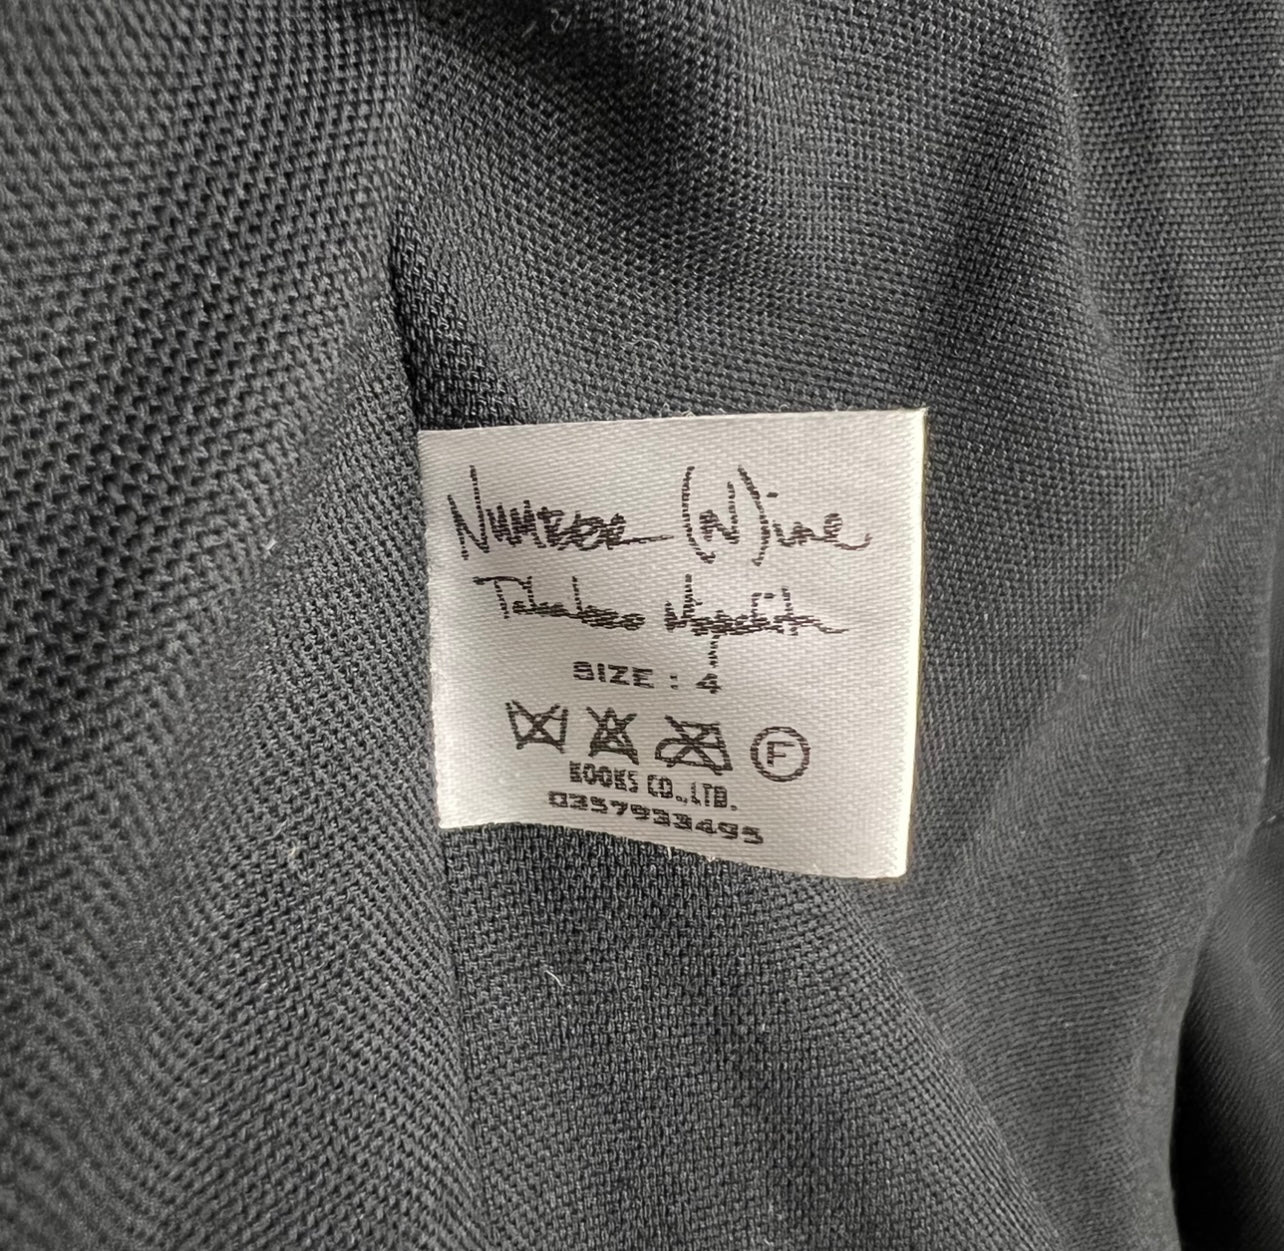 Number (N)ine
Takahiro Miyashita
SIZE : 4
F
KOOKS CO.,LTD.
0357933495